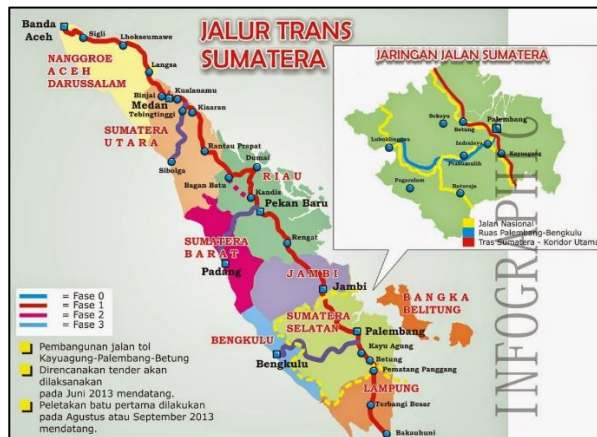 JALUR TRANS
SUMATERA
Banda
Aceh
Sigli
Lhokseumawe
NANGGROE
ACEH
DARUSSALAM
Langsa
Binjai
Kualanamu
Medan
Tebingtinggi
Kisaran
SUMATERA
UTARA
Rantau Prapat
Sibolga
Dumai
Bagan Batu
RIAU
Kandis
Pekan Baru
SUMATERA
BARAT
Padang
Rengat
JAMBI
Jambi
SUMATERA
SELATAN
BANGKA
BELITUNG
Palembang
BENGKULU
Bengkulu
Kayu Agung
Betung
Pematang Panggang
LAMPUNG
Terbangi Besar
Bakauhuni
= Fase 0
= Fase 1
= Fase 2
= Fase 3
Pembangunan jalan tol
Kayuagung-Palembang-Betung
Direncanakan tender akan
dilaksanakan
pada Juni 2013 mendatang.
Peletakan batu pertama dilakukan
pada Agustus atau September 2013
mendatang.
JARINGAN JALAN SUMATERA
Sekayu
Betung
Palembang
Lubuklinggau
Indralaya
Prabumulih
Kayuagung
Pagaralam
Baturaja
Jalan Nasional
Ruas Palembang-Bengkulu
Tras Sumatera - Koridor Utama
INFOGRAPHIC